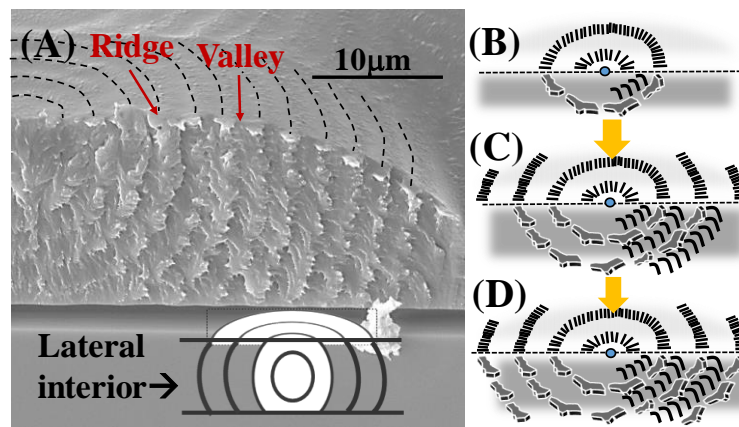 (A)
Ridge
Valley
10μm
Lateral
interior→
(B)
(C)
(D)